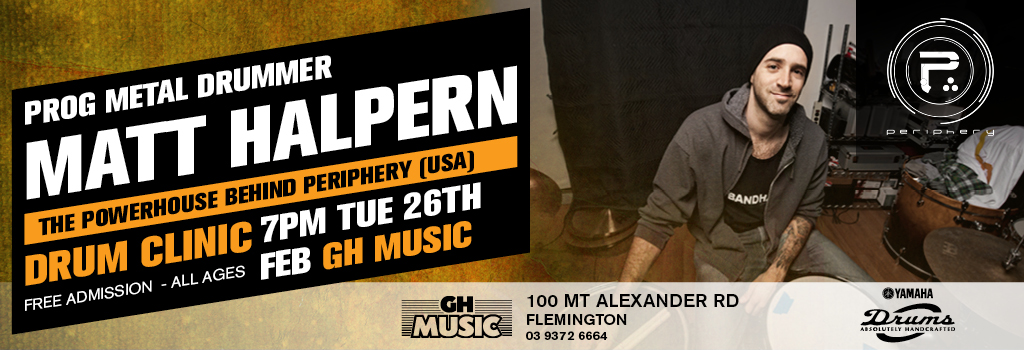 PROG METAL DRUMMER
MATT HALPERN
THE POWERHOUSE BEHIND PERIPHERY (USA)
DRUM CLINIC 7PM TUE 26TH
FEB GH MUSIC
FREE ADMISSION - ALL AGES
BANDH
P.
periphery
GH
MUSIC
100 MT ALEXANDER RD
FLEMINGTON
03 9372 6664
YAMAHA
Drums
ABSOLUTELY HANDCRAFTED